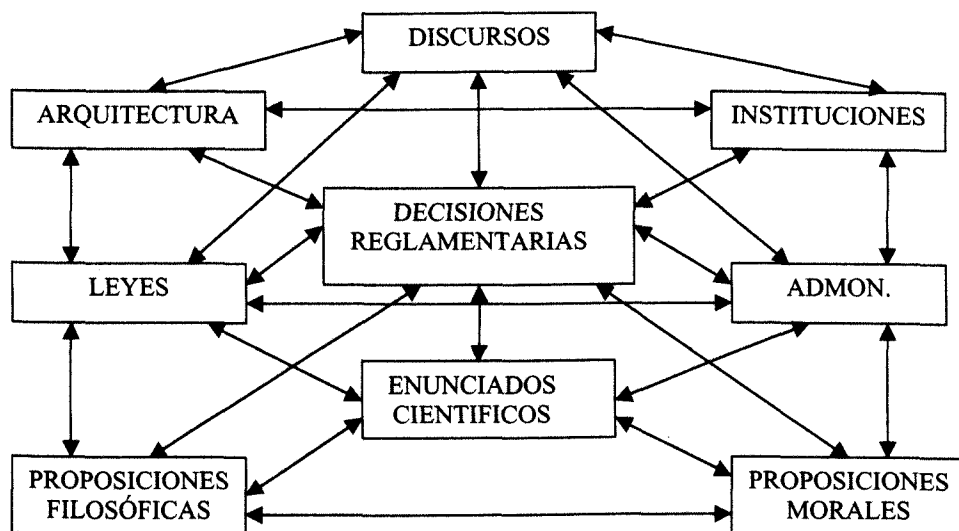 DISCURSOS
ARQUITECTURA
INSTITUCIONES
DECISIONES
REGLAMENTARIAS
LEYES
ADMON.
ENUNCIADOS
CIENTIFICOS
PROPOSICIONES
FILOSÓFICAS
PROPOSICIONES
MORALES